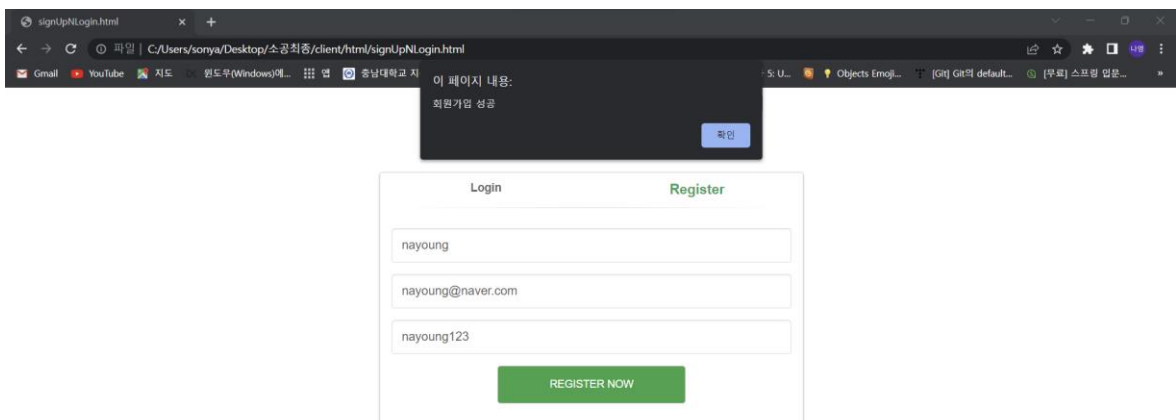 signUpNLogin.html
파일 | C:/Users/sonya/Desktop/소공최종/client/html/signUpNLogin.html
나영
Gmail YouTube 지도 윈도우(Windows)에... 앱 충남대학교 지
5: U... Objects Emoji... [Git] Git의 default... [무료] 스프링 입문...
이 페이지 내용:
회원가입 성공
확인
Login Register
nayoung
nayoung@naver.com
nayoung123
REGISTER NOW